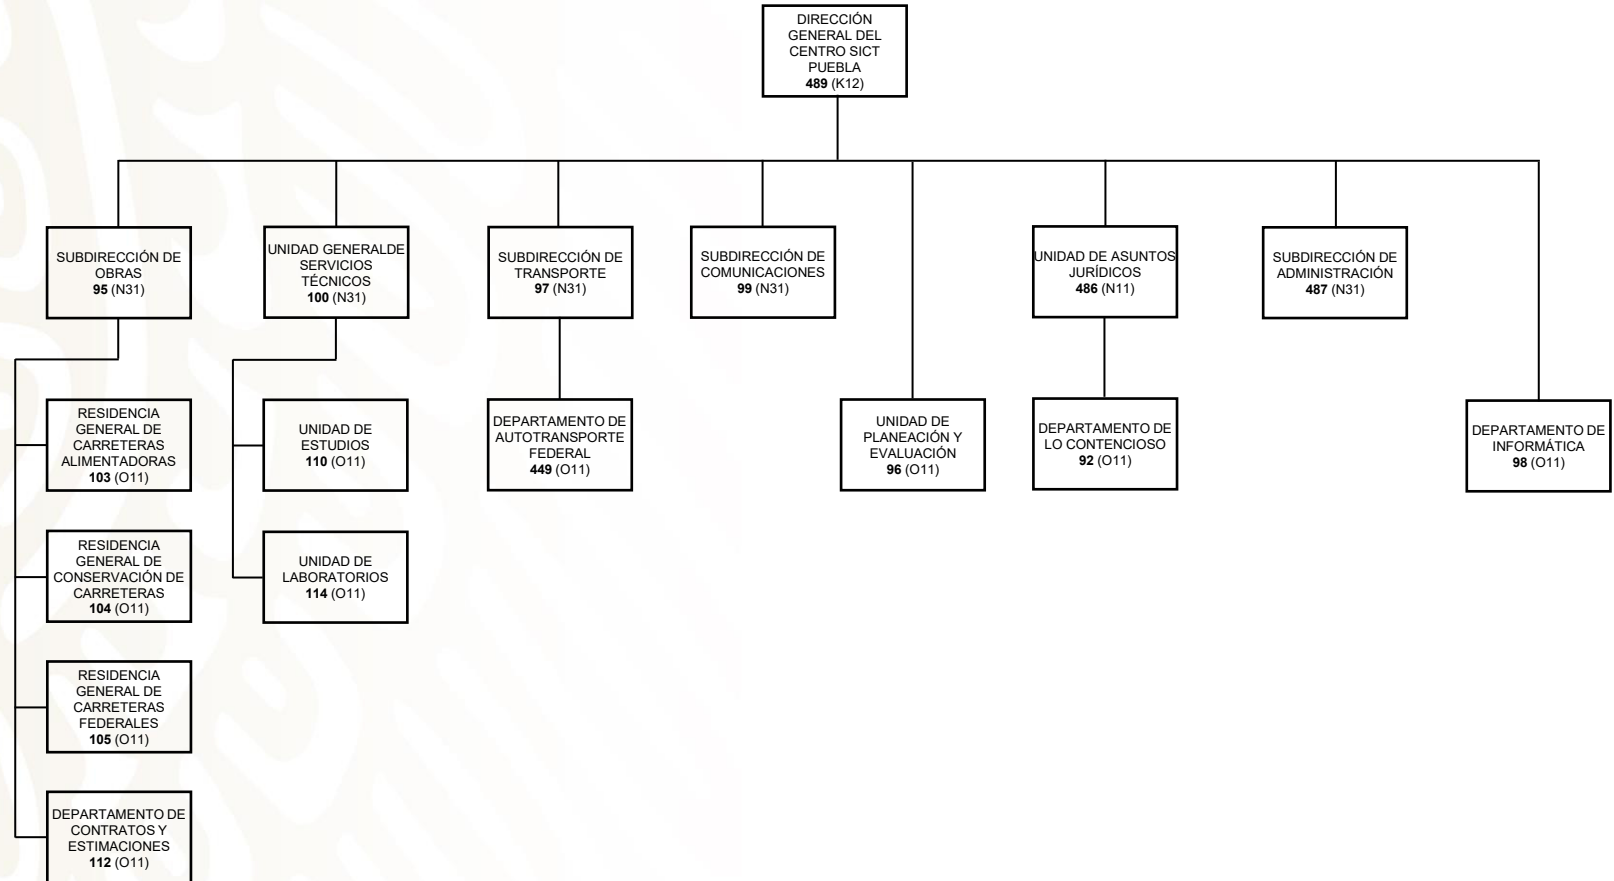 DIRECCIÓN
GENERAL DEL
CENTRO SICT
PUEBLA
489 (K12)
SUBDIRECCIÓN DE
OBRAS
95 (N31)
UNIDAD GENERALDE
SERVICIOS
TÉCNICOS
100 (N31)
SUBDIRECCIÓN DE
TRANSPORTE
97 (N31)
SUBDIRECCIÓN DE
COMUNICACIONES
99 (N31)
UNIDAD DE ASUNTOS
JURÍDICOS
486 (N11)
SUBDIRECCIÓN DE
ADMINISTRACIÓN
487 (N31)
RESIDENCIA
GENERAL DE
CARRETERAS
ALIMENTADORAS
103 (O11)
UNIDAD DE
ESTUDIOS
110 (O11)
DEPARTAMENTO DE
AUTOTRANSPORTE
FEDERAL
449 (O11)
UNIDAD DE
PLANEACIÓN Y
EVALUACIÓN
96 (O11)
DEPARTAMENTO DE
LO CONTENCIOSO
92 (O11)
DEPARTAMENTO DE
INFORMÁTICA
98 (O11)
RESIDENCIA
GENERAL DE
CONSERVACIÓN DE
CARRETERAS
104 (O11)
UNIDAD DE
LABORATORIOS
114 (O11)
RESIDENCIA
GENERAL DE
CARRETERAS
FEDERALES
105 (O11)
DEPARTAMENTO DE
CONTRATOS Y
ESTIMACIONES
112 (O11)